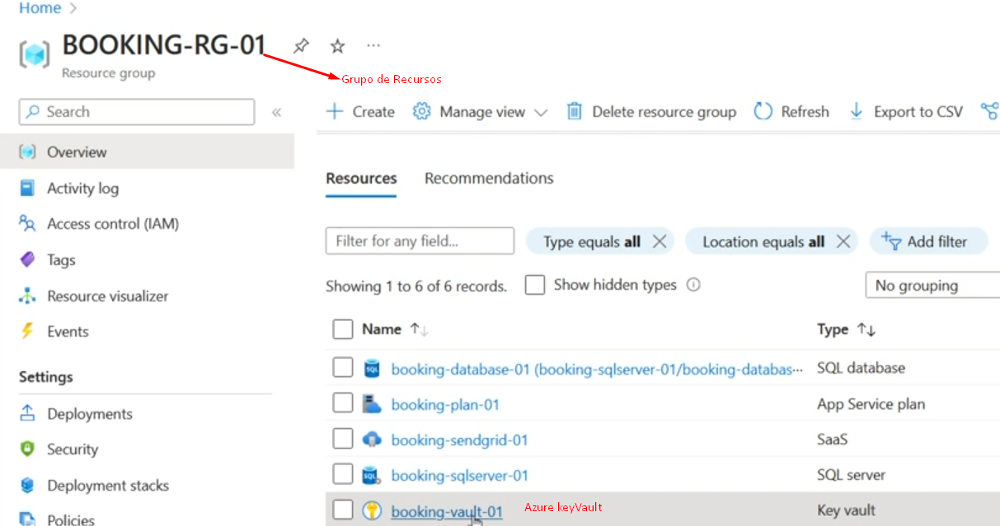 Home >
BOOKING-RG-01
Resource group
Grupo de Recursos
Search
«
Create Manage view Delete resource group Refresh Export to CSV
Overview
Activity log
Access control (IAM)
Tags
Resource visualizer
Events
Settings
Deployments
Security
Deployment stacks
Policies
Resources Recommendations
Filter for any field...
Type equals all
Location equals all
Add filter
Showing 1 to 6 of 6 records.
Show hidden types
No grouping
Name ↑↓ Type ↑↓
booking-database-01 (booking-sqlserver-01/booking-databas··· SQL database
booking-plan-01 App Service plan
booking-sendgrid-01 SaaS
booking-sqlserver-01 SQL server
booking-vault-01 Azure keyVault Key vault